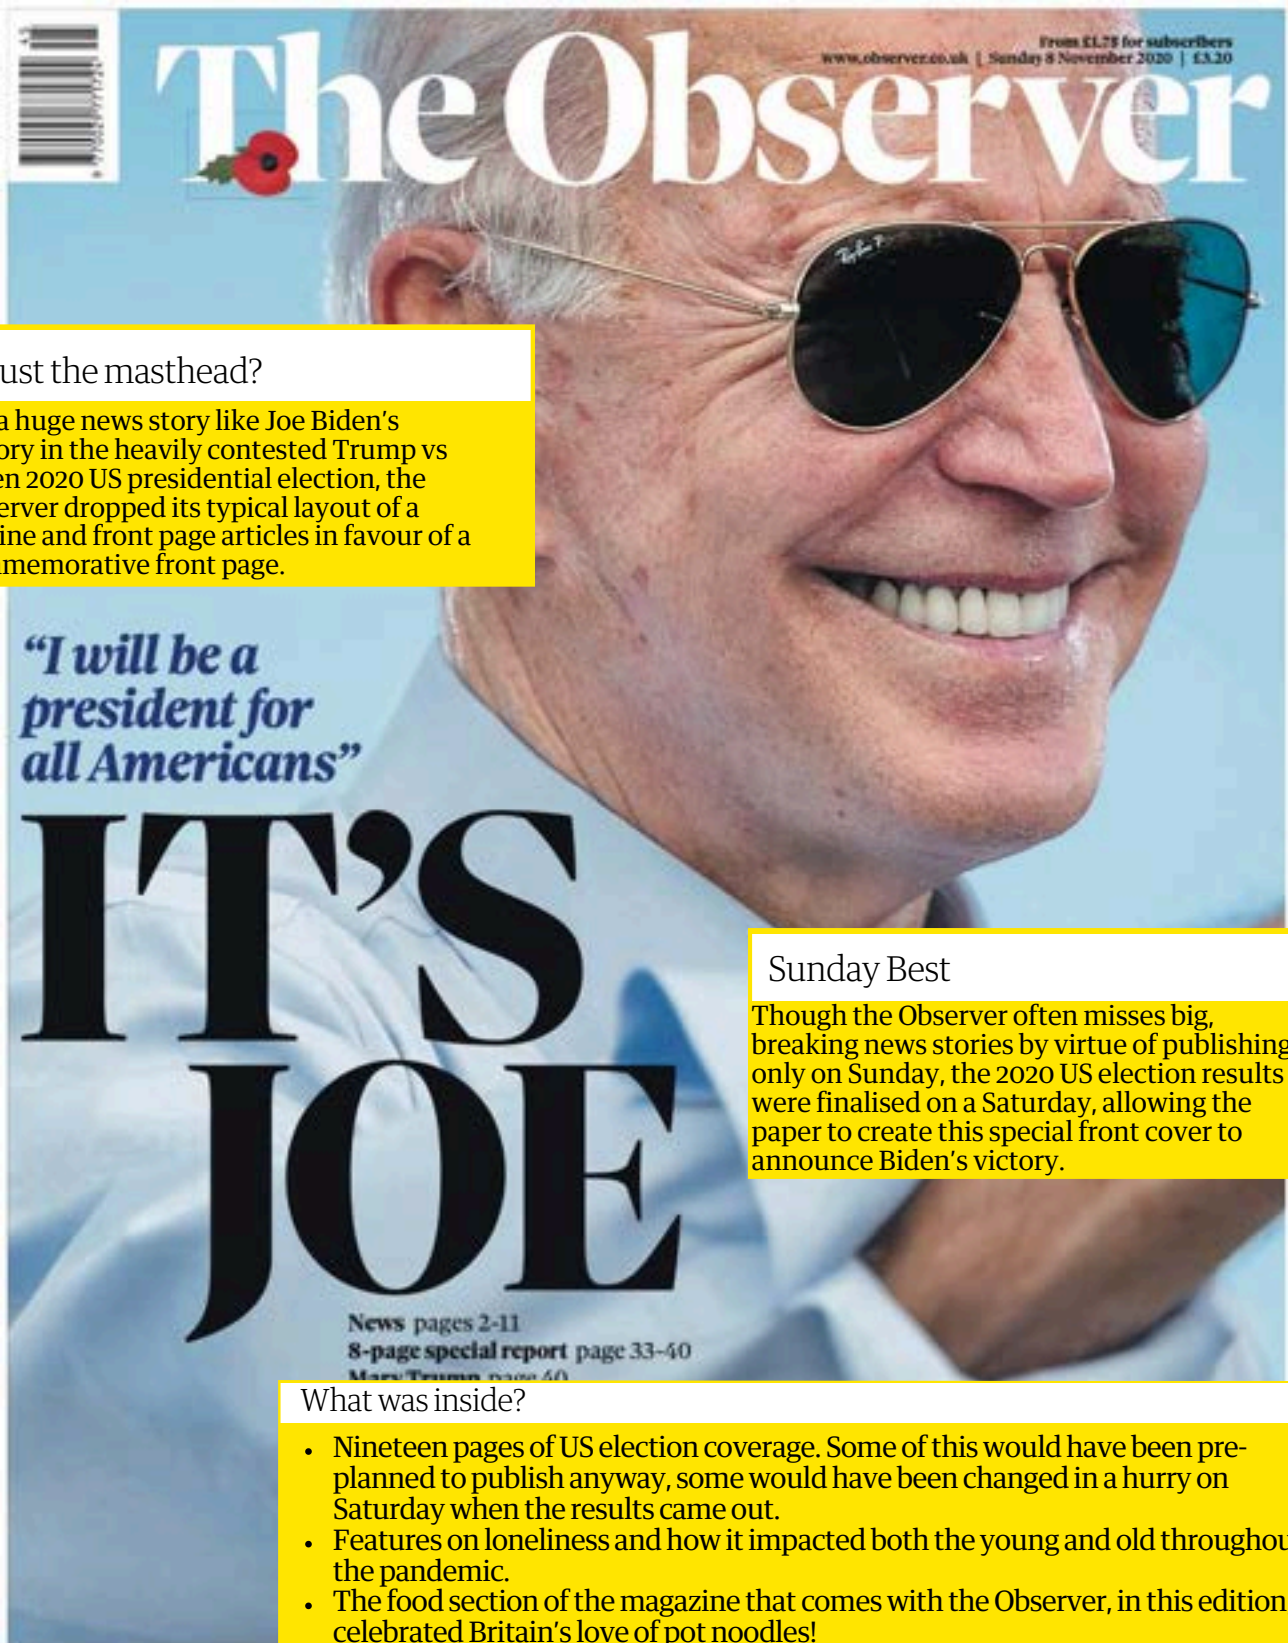 From £1.78 for subscribers
www.observer.co.uk | Sunday 8 November 2020 | £3.20
The Observer
Ray-Ban P
ust the masthead?
a huge news story like Joe Biden's
ory in the heavily contested Trump vs
en 2020 US presidential election, the
erver dropped its typical layout of a
ine and front page articles in favour of a
memorative front page.
“I will be a
president for
all Americans”
IT'S
JOE
Sunday Best
Though the Observer often misses big,
breaking news stories by virtue of publishing
only on Sunday, the 2020 US election results
were finalised on a Saturday, allowing the
paper to create this special front cover to
announce Biden's victory.
News pages 2-11
8-page special report page 33-40
Mary Trump page 40
What was inside?
• Nineteen pages of US election coverage. Some of this would have been pre-
planned to publish anyway, some would have been changed in a hurry on
Saturday when the results came out.
• Features on loneliness and how it impacted both the young and old throughou
the pandemic.
• The food section of the magazine that comes with the Observer, in this edition
celebrated Britain's love of pot noodles!